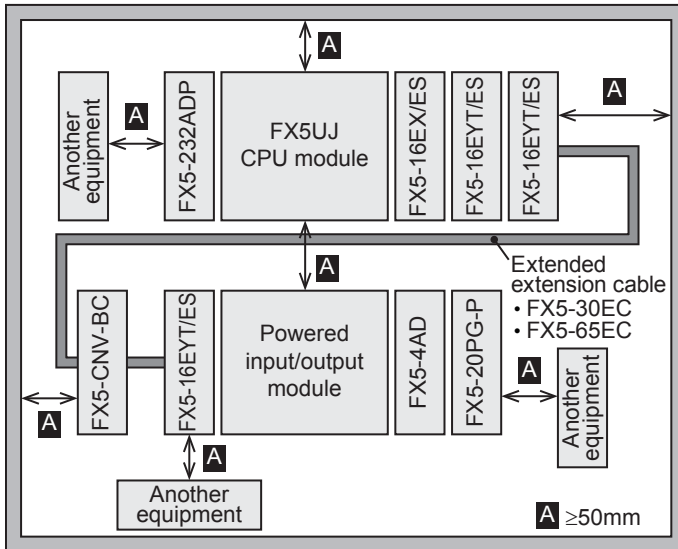 A
Another
equipment
A
FX5-232ADP
FX5UJ
CPU module
FX5-16EX/ES
FX5-16EYT/ES
FX5-16EYT/ES
A
A
Extended
extension cable
• FX5-30EC
• FX5-65EC
FX5-CNV-BC
FX5-16EYT/ES
Powered
input/output
module
FX5-4AD
FX5-20PG-P
A
Another
equipment
A
A
Another
equipment
A ≥50mm